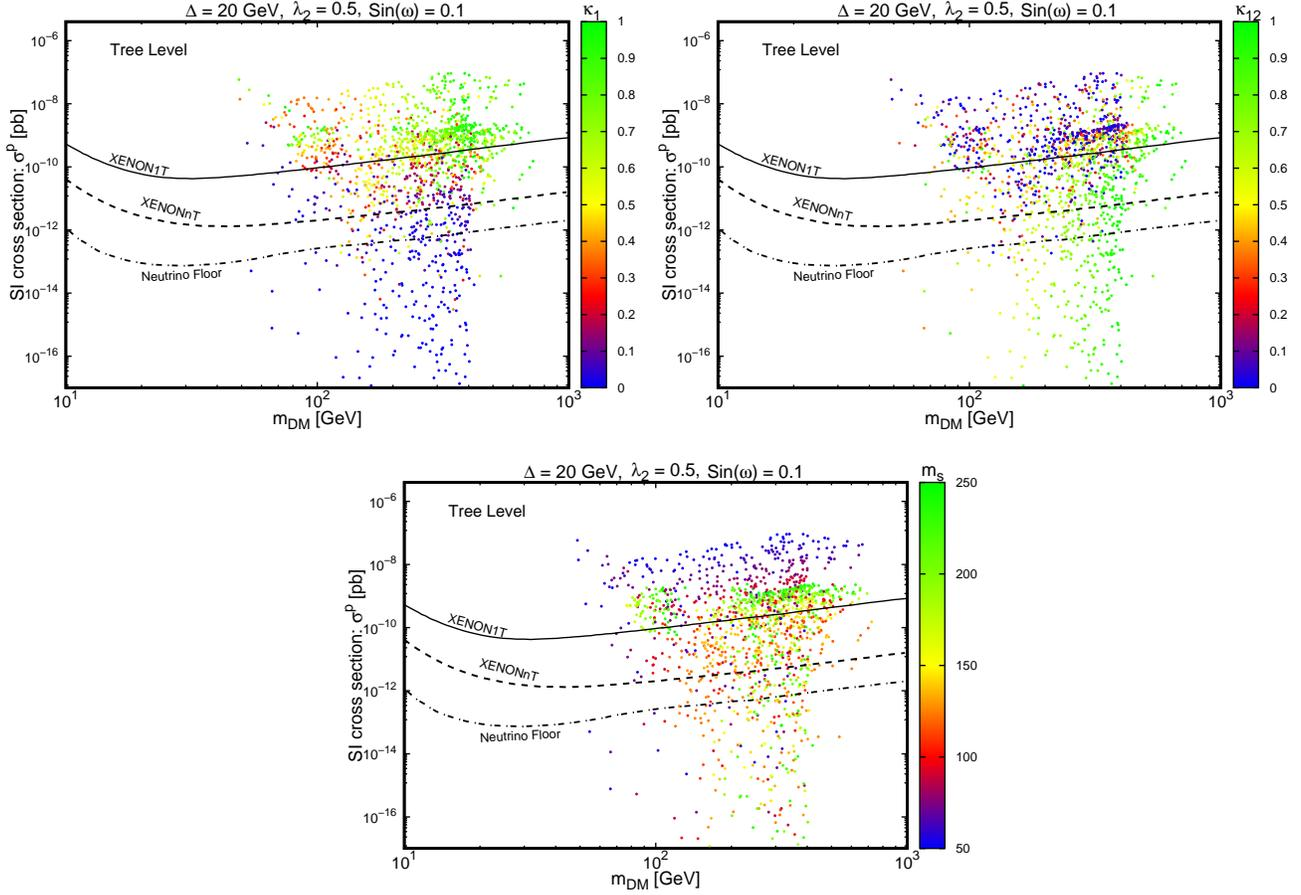 Δ = 20 GeV, λ₂ = 0.5, Sin(ω) = 0.1
κ₁
Tree Level
XENON1T
XENONnT
Neutrino Floor
SI cross section: σᵖ [pb]
10⁻⁶
10⁻⁸
10⁻¹⁰
10⁻¹²
10⁻¹⁴
10⁻¹⁶
10¹
10²
10³
m_DM [GeV]
1
0.9
0.8
0.7
0.6
0.5
0.4
0.3
0.2
0.1
0
Δ = 20 GeV, λ₂ = 0.5, Sin(ω) = 0.1
κ₁₂
Tree Level
XENON1T
XENONnT
Neutrino Floor
SI cross section: σᵖ [pb]
10⁻⁶
10⁻⁸
10⁻¹⁰
10⁻¹²
10⁻¹⁴
10⁻¹⁶
10¹
10²
10³
m_DM [GeV]
1
0.9
0.8
0.7
0.6
0.5
0.4
0.3
0.2
0.1
0
Δ = 20 GeV, λ₂ = 0.5, Sin(ω) = 0.1
mₛ
Tree Level
XENON1T
XENONnT
Neutrino Floor
SI cross section: σᵖ [pb]
10⁻⁶
10⁻⁸
10⁻¹⁰
10⁻¹²
10⁻¹⁴
10⁻¹⁶
10¹
10²
10³
m_DM [GeV]
250
200
150
100
50